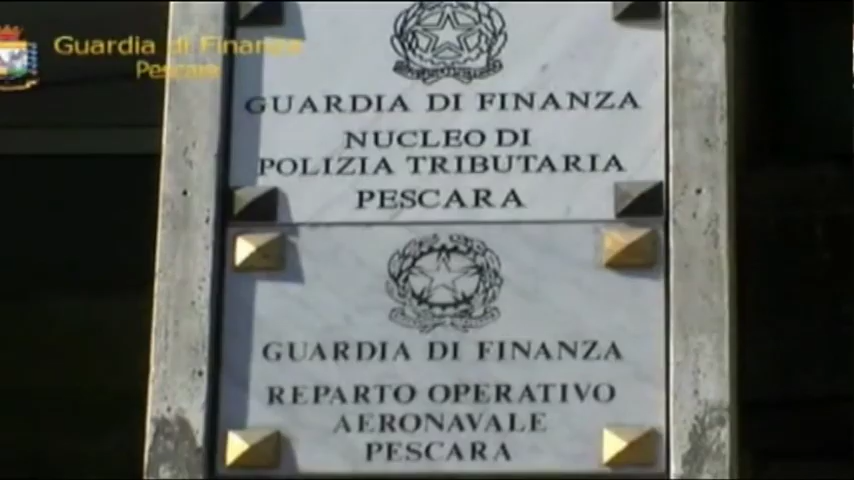 Guardia di Finanza
Pescara
GUARDIA DI FINANZA
NUCLEO DI
POLIZIA TRIBUTARIA
PESCARA
GUARDIA DI FINANZA
REPARTO OPERATIVO
AERONAVALE
PESCARA